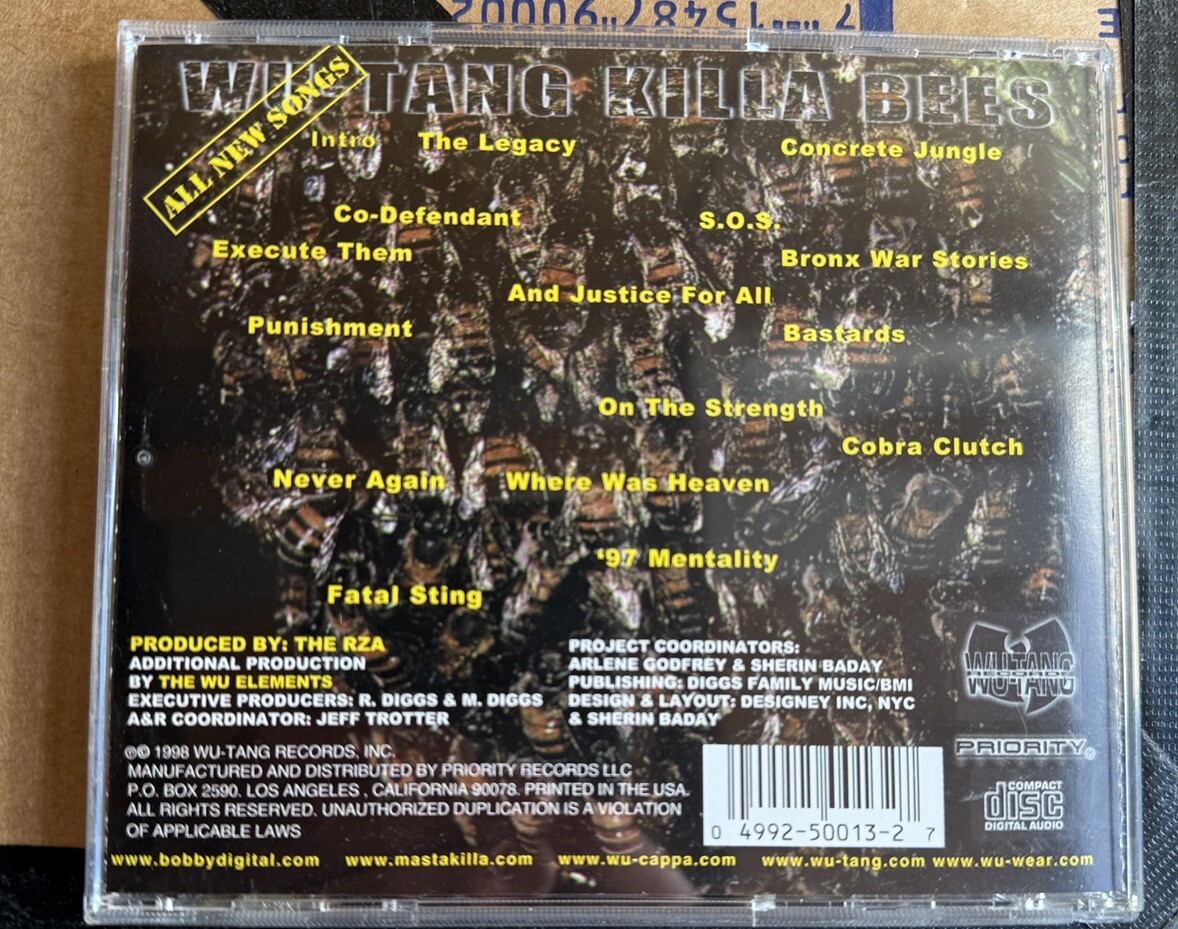 7 15487 90002
WU-TANG KILLA BEES
ALL NEW SONGS
Intro The Legacy Concrete Jungle
Co-Defendant S.O.S.
Execute Them Bronx War Stories
And Justice For All
Punishment Bastards
On The Strength
Cobra Clutch
Never Again Where Was Heaven
‘97 Mentality
Fatal Sting
PRODUCED BY: THE RZA
ADDITIONAL PRODUCTION
BY THE WU ELEMENTS
EXECUTIVE PRODUCERS: R. DIGGS & M. DIGGS
A&R COORDINATOR: JEFF TROTTER
PROJECT COORDINATORS:
ARLENE GODFREY & SHERIN BADAY
PUBLISHING: DIGGS FAMILY MUSIC/BMI
DESIGN & LAYOUT: DESIGNEY INC, NYC
& SHERIN BADAY
WU-TANG
RECORDS
WU-TANG
PRIORITY
℗© 1998 WU-TANG RECORDS, INC.
MANUFACTURED AND DISTRIBUTED BY PRIORITY RECORDS LLC
P.O. BOX 2590. LOS ANGELES , CALIFORNIA 90078. PRINTED IN THE USA.
ALL RIGHTS RESERVED. UNAUTHORIZED DUPLICATION IS A VIOLATION
OF APPLICABLE LAWS
0 4992-50013-2 7
COMPACT
disc
DIGITAL AUDIO
www.bobbydigital.com www.mastakilla.com www.wu-cappa.com www.wu-tang.com www.wu-wear.com